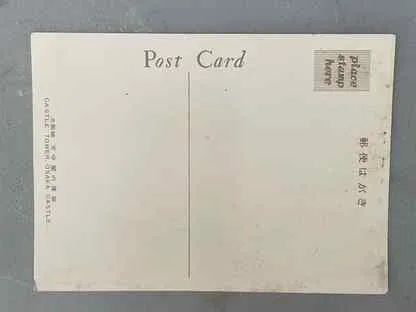 Post Card
place
stamp
here
郵便はがき
CASTLE TOWER, OSAKA CASTLE.